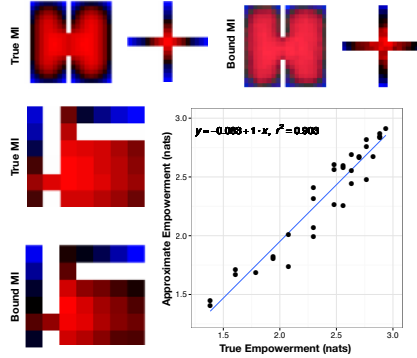 True MI
Bound MI
True MI
Bound MI
Approximate Empowerment (nats)
3.0
2.5
2.0
1.5
y = -0.083 + 1 · x, r² = 0.903
1.5
2.0
2.5
3.0
True Empowerment (nats)